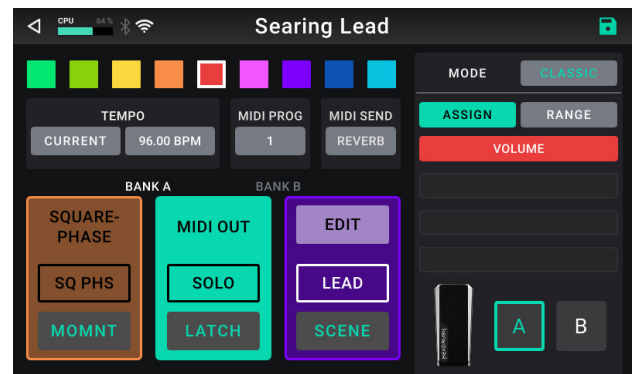 CPU 64%
Searing Lead
MODE CLASSIC
TEMPO
CURRENT 96.00 BPM
MIDI PROG
1
MIDI SEND
REVERB
ASSIGN RANGE
VOLUME
BANK A BANK B
SQUARE-
PHASE
SQ PHS
MOMNT
MIDI OUT
SOLO
LATCH
EDIT
LEAD
SCENE
HEADRUSH
A B